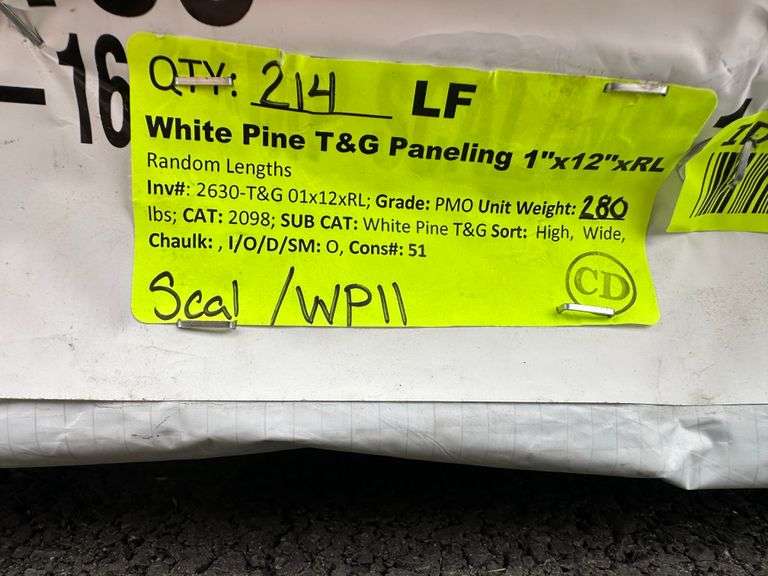 -16
QTY: 214 LF
White Pine T&G Paneling 1"x12"xRL
Random Lengths
Inv#: 2630-T&G 01x12xRL; Grade: PMO Unit Weight: 280
lbs; CAT: 2098; SUB CAT: White Pine T&G Sort: High, Wide,
Chaulk: , I/O/D/SM: O, Cons#: 51
CD
Scal /WP11